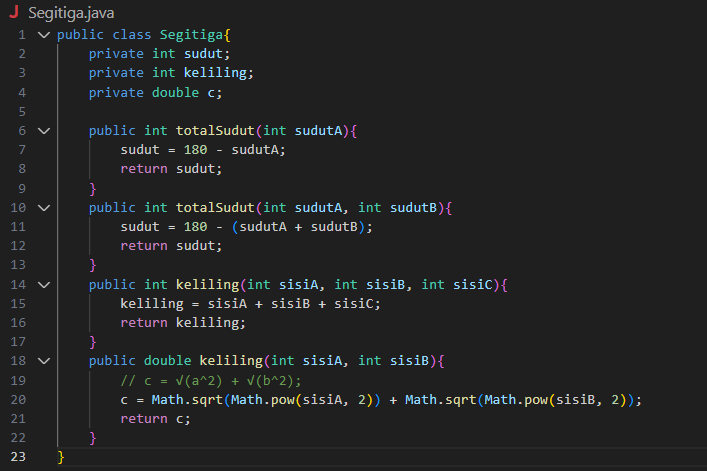 J Segitiga.java
1 public class Segitiga{
2 private int sudut;
3 private int keliling;
4 private double c;
5
6 public int totalSudut(int sudutA){
7 sudut = 180 - sudutA;
8 return sudut;
9 }
10 public int totalSudut(int sudutA, int sudutB){
11 sudut = 180 - (sudutA + sudutB);
12 return sudut;
13 }
14 public int keliling(int sisiA, int sisiB, int sisiC){
15 keliling = sisiA + sisiB + sisiC;
16 return keliling;
17 }
18 public double keliling(int sisiA, int sisiB){
19 // c = √(a^2) + √(b^2);
20 c = Math.sqrt(Math.pow(sisiA, 2)) + Math.sqrt(Math.pow(sisiB, 2));
21 return c;
22 }
23 }